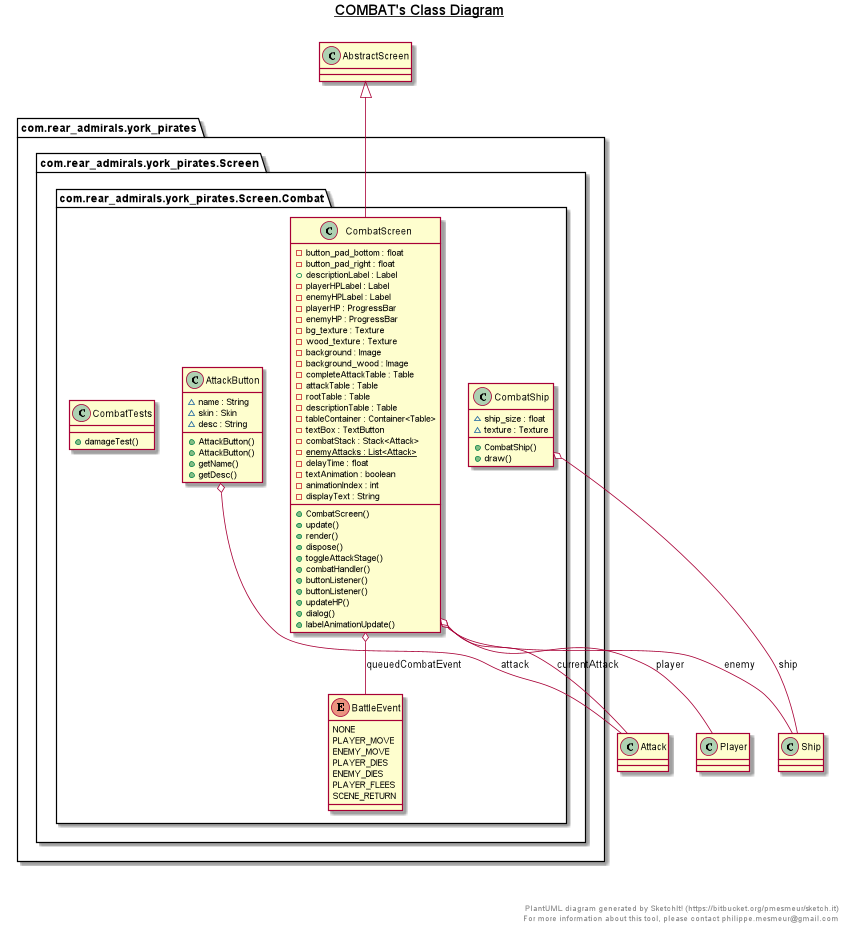 COMBAT's Class Diagram
C AbstractScreen
com.rear_admirals.york_pirates
com.rear_admirals.york_pirates.Screen
com.rear_admirals.york_pirates.Screen.Combat
C CombatScreen
button_pad_bottom : float
button_pad_right : float
descriptionLabel : Label
playerHPLabel : Label
enemyHPLabel : Label
playerHP : ProgressBar
enemyHP : ProgressBar
bg_texture : Texture
wood_texture : Texture
background : Image
background_wood : Image
completeAttackTable : Table
attackTable : Table
rootTable : Table
descriptionTable : Table
tableContainer : Container<Table>
textBox : TextButton
combatStack : Stack<Attack>
enemyAttacks : List<Attack>
delayTime : float
textAnimation : boolean
animationIndex : int
displayText : String
CombatScreen()
update()
render()
dispose()
toggleAttackStage()
combatHandler()
buttonListener()
buttonListener()
updateHP()
dialog()
labelAnimationUpdate()
C CombatTests
damageTest()
C AttackButton
name : String
skin : Skin
desc : String
AttackButton()
AttackButton()
getName()
getDesc()
C CombatShip
ship_size : float
texture : Texture
CombatShip()
draw()
queuedCombatEvent
attack
currentAttack
player
enemy
ship
E BattleEvent
NONE
PLAYER_MOVE
ENEMY_MOVE
PLAYER_DIES
ENEMY_DIES
PLAYER_FLEES
SCENE_RETURN
C Attack
C Player
C Ship
PlantUML diagram generated by SketchIt! (https://bitbucket.org/pmesmeur/sketch.it)
For more information about this tool, please contact philippe.mesmeur@gmail.com